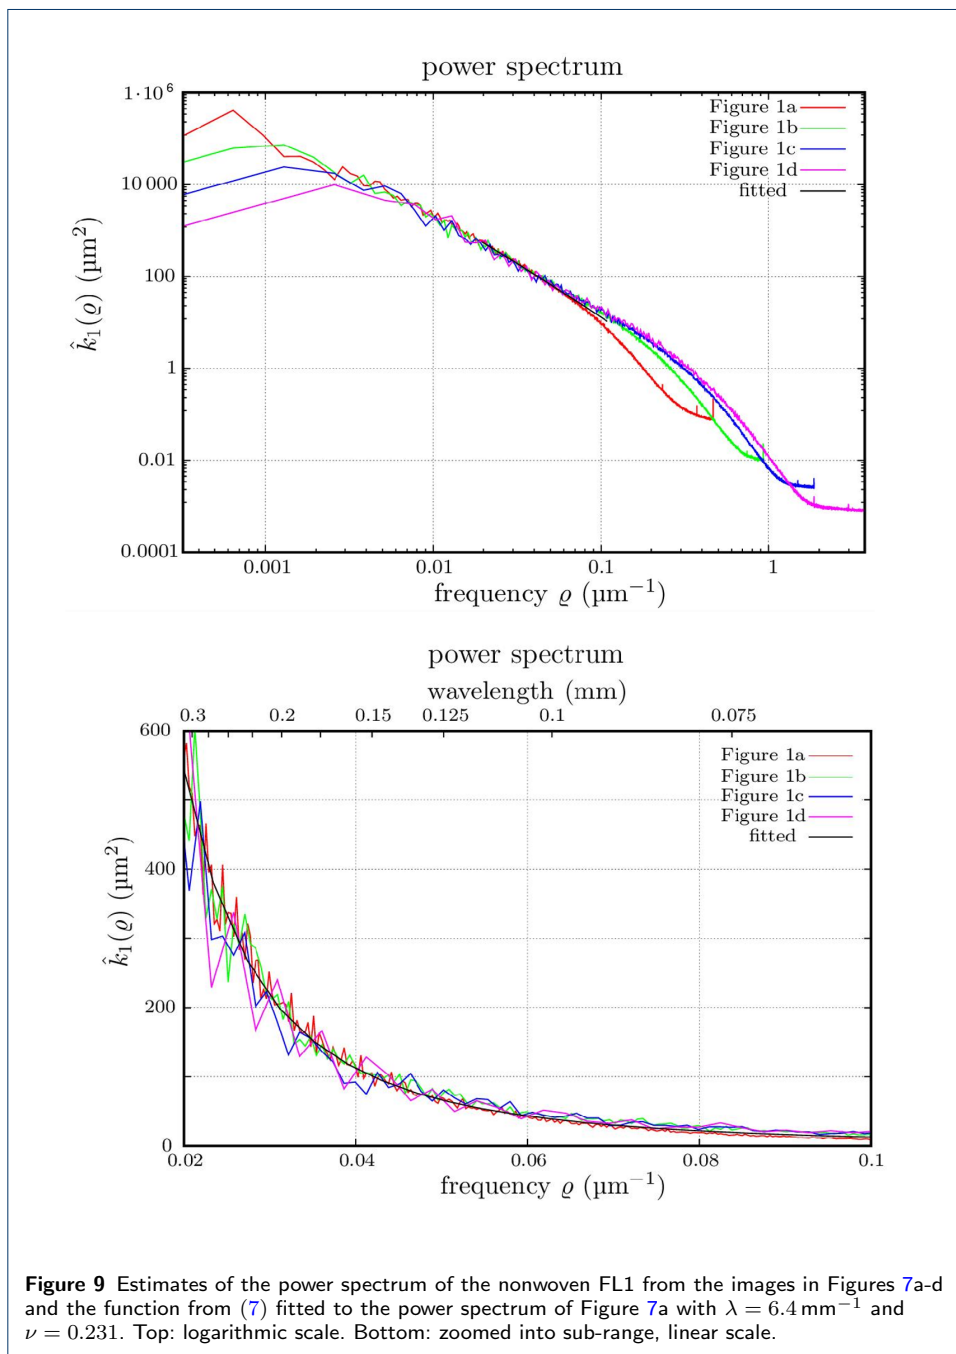 power spectrum
1·10⁶
10 000
100
1
0.01
0.0001
k̂₁(ϱ) (µm²)
Figure 1a
Figure 1b
Figure 1c
Figure 1d
fitted
0.001 0.01 0.1 1
frequency ϱ (µm⁻¹)
power spectrum
wavelength (mm)
0.3 0.2 0.15 0.125 0.1 0.075
600
400
200
0
k̂₁(ϱ) (µm²)
Figure 1a
Figure 1b
Figure 1c
Figure 1d
fitted
0.02 0.04 0.06 0.08 0.1
frequency ϱ (µm⁻¹)
Figure 9 Estimates of the power spectrum of the nonwoven FL1 from the images in Figures 7a-d
and the function from (7) fitted to the power spectrum of Figure 7a with λ = 6.4 mm⁻¹ and
ν = 0.231. Top: logarithmic scale. Bottom: zoomed into sub-range, linear scale.